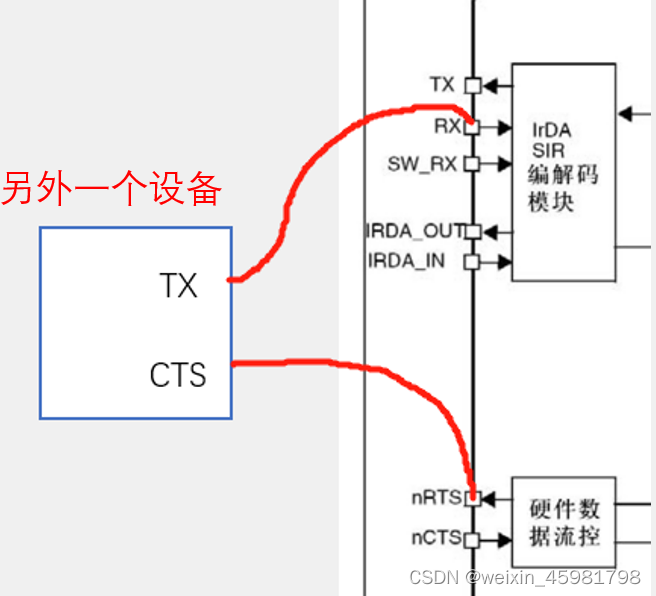 另外一个设备
TX
CTS
TX
RX
SW_RX
IRDA_OUT
IRDA_IN
IrDA
SIR
编解码
模块
nRTS
nCTS
硬件数
据流控
CSDN @weixin_45981798